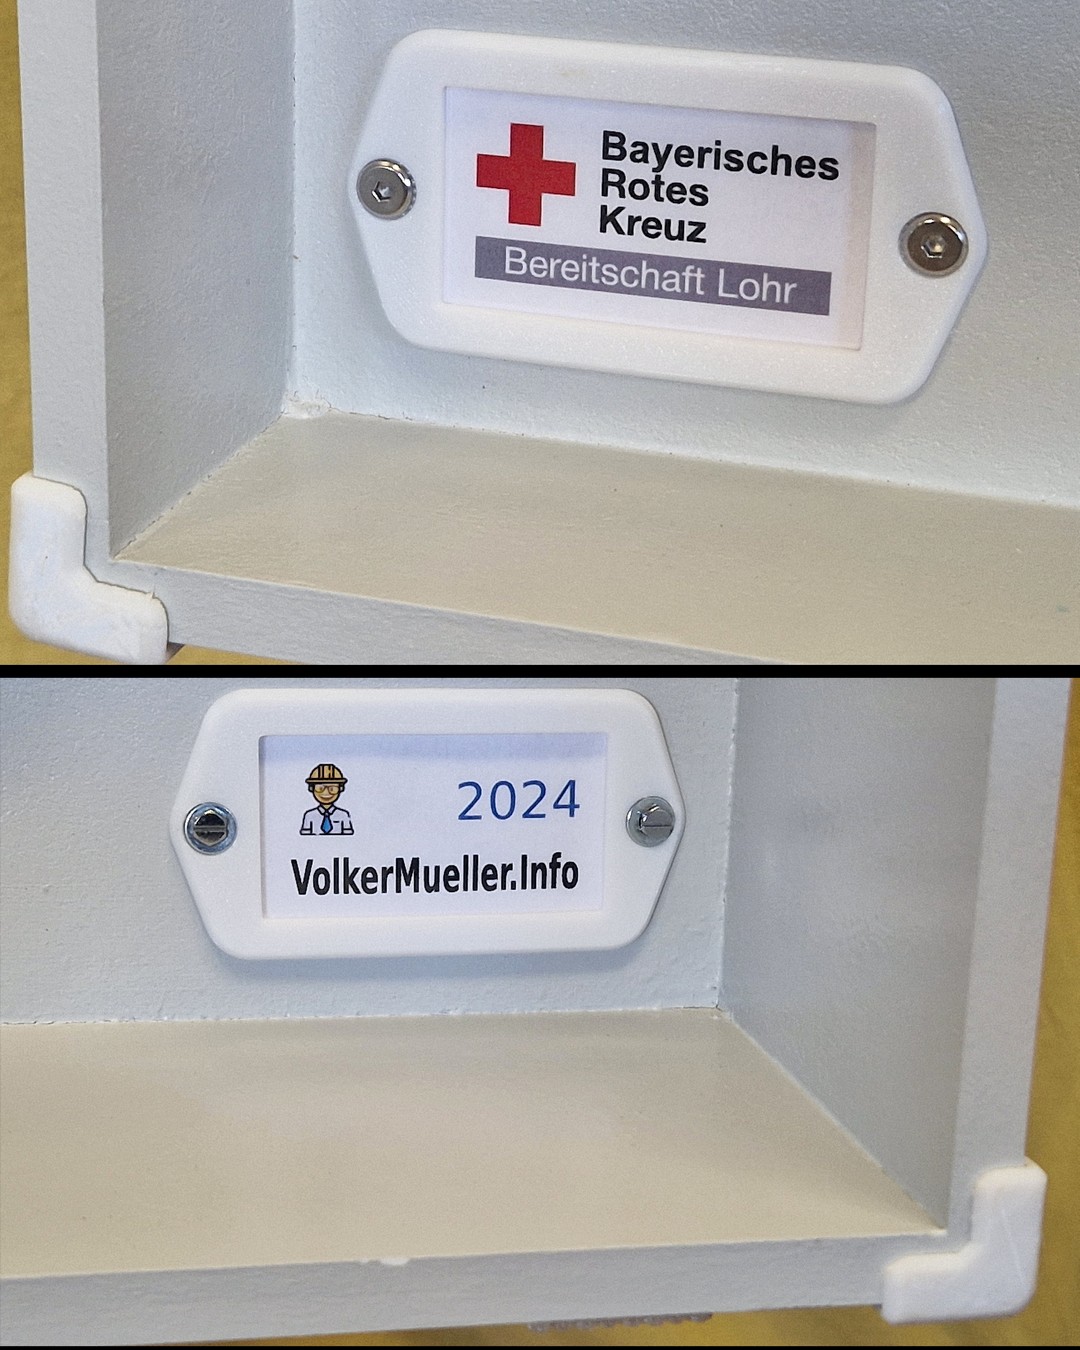 Bayerisches
Rotes
Kreuz
Bereitschaft Lohr
2024
VolkerMueller.Info